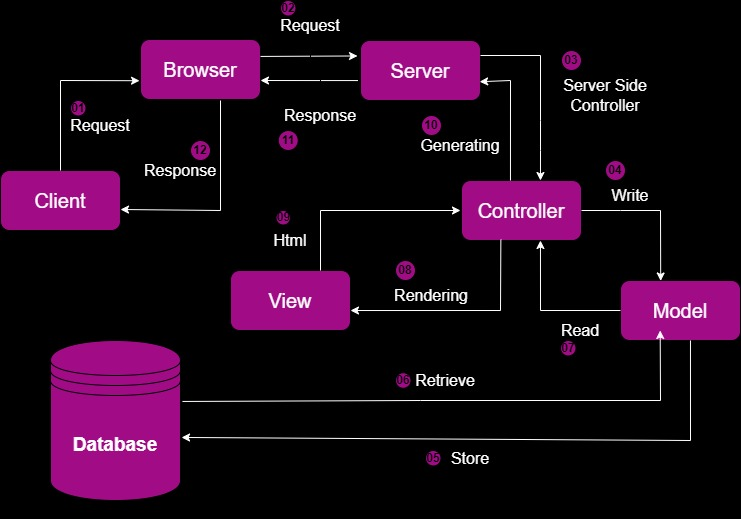 02
Request
Browser
Server
03
Server Side
Controller
01
Request
Response
11
10
Generating
12
Response
04
Write
Client
Controller
09
Html
08
Rendering
View
Model
Read
07
06 Retrieve
Database
05 Store